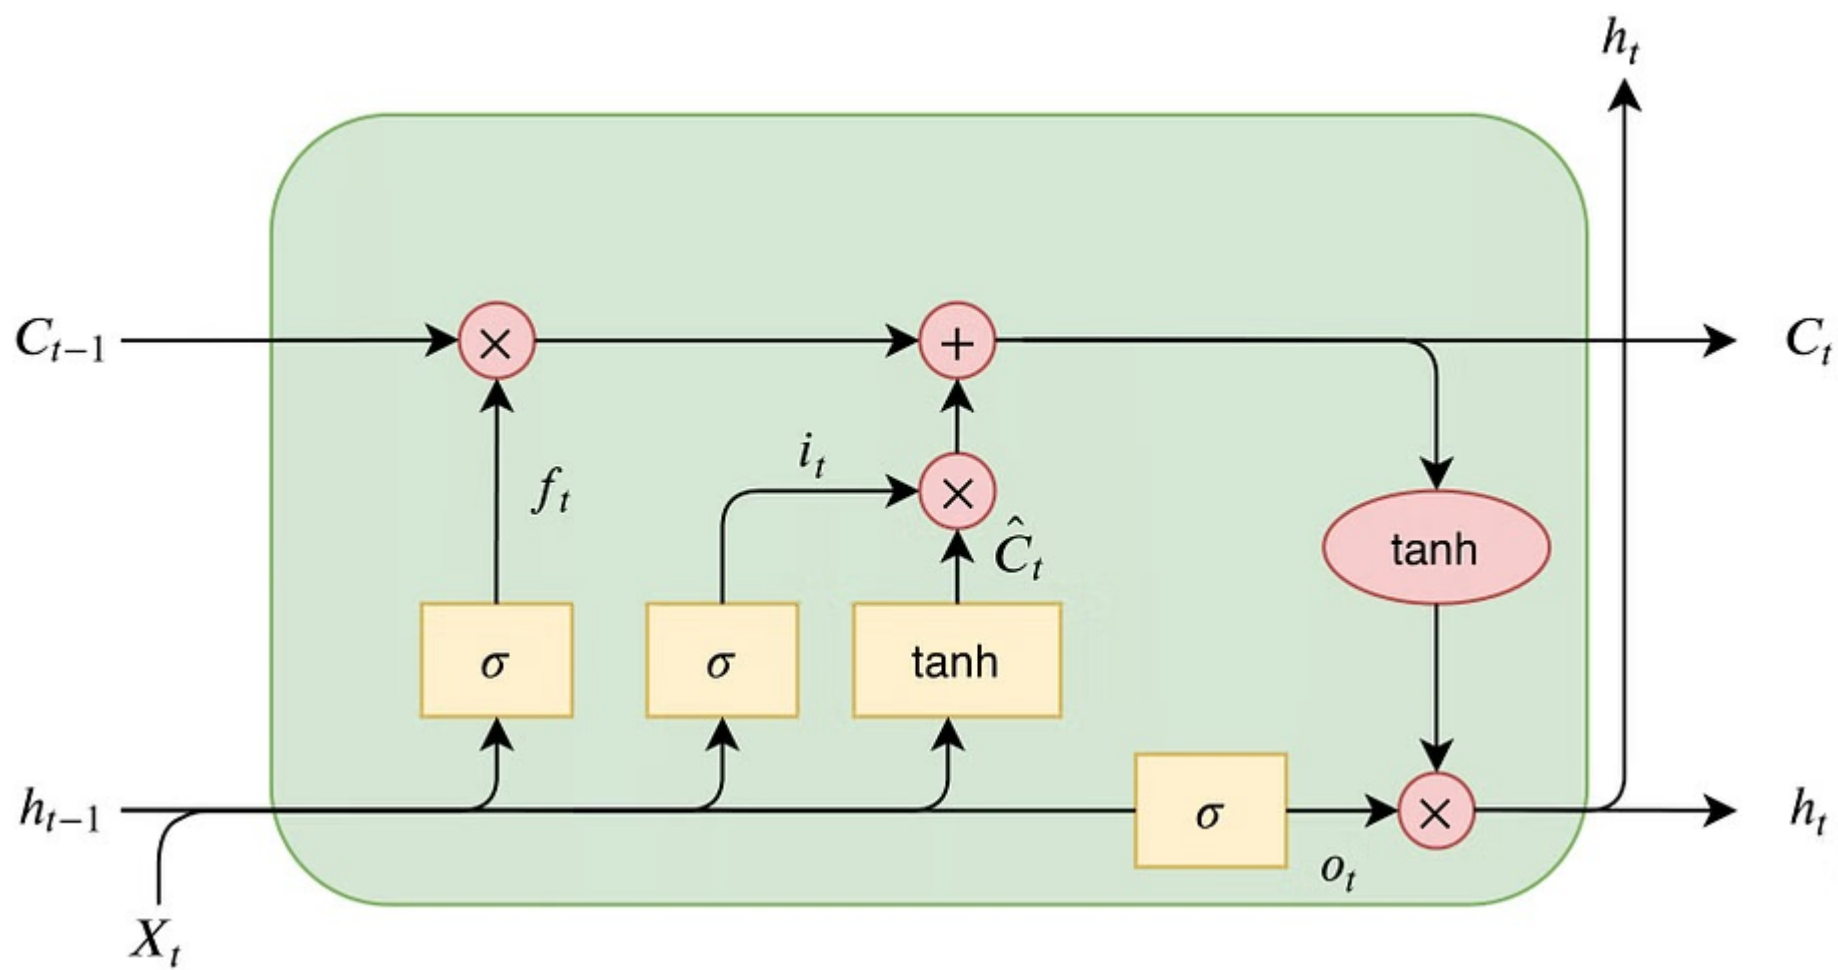 h_t
C_{t-1}
×
+
C_t
i_t
f_t
×
Ĉ_t
tanh
σ
σ
tanh
h_{t-1}
σ
×
h_t
o_t
X_t